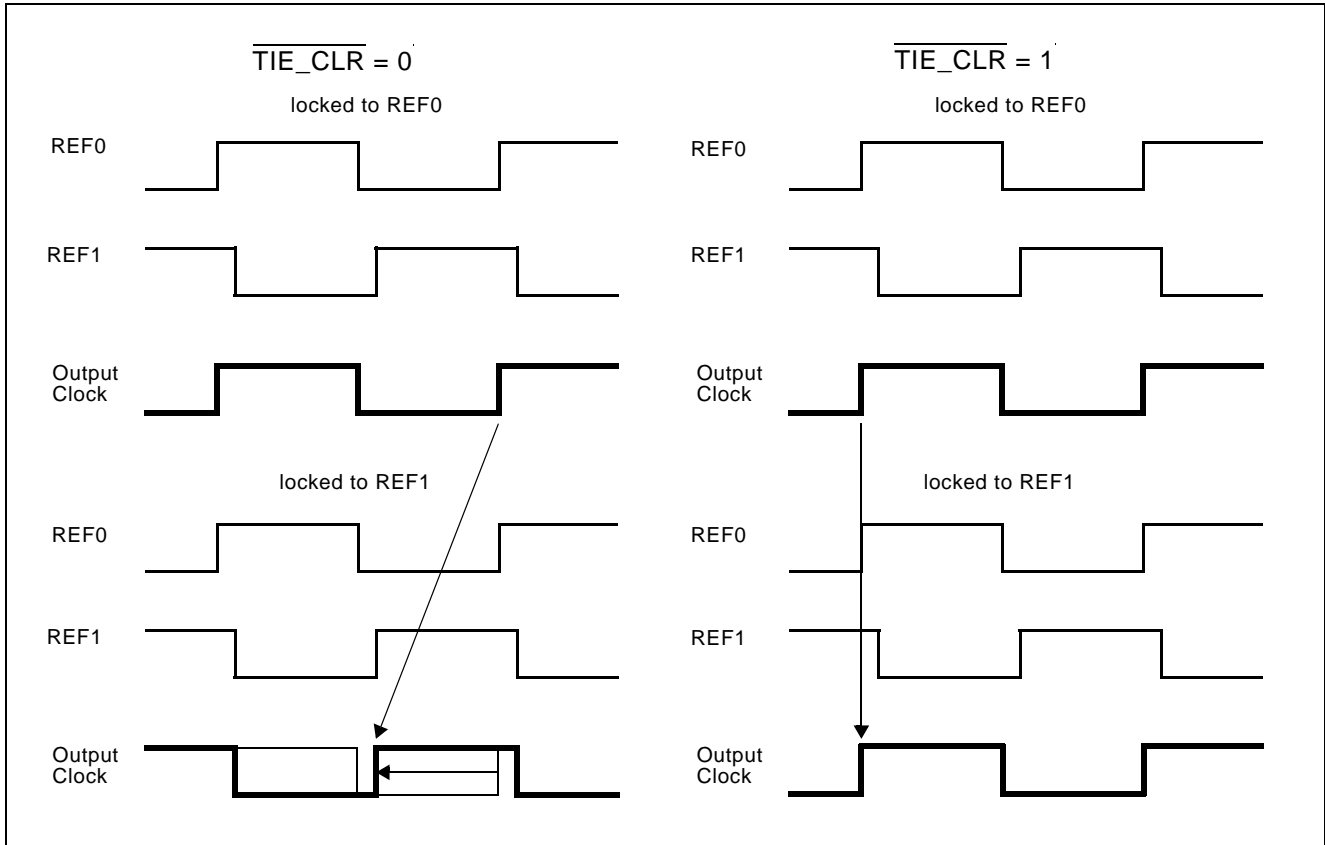 TIE_CLR = 0
locked to REF0
REF0
REF1
Output
Clock
locked to REF1
REF0
REF1
Output
Clock
TIE_CLR = 1
locked to REF0
REF0
REF1
Output
Clock
locked to REF1
REF0
REF1
Output
Clock